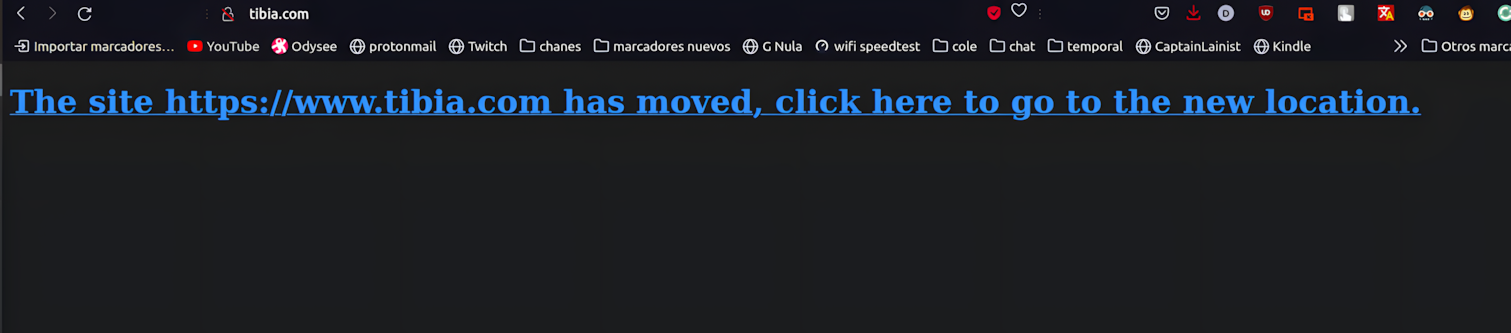 tibia.com
Importar marcadores... YouTube Odysee protonmail Twitch chanes marcadores nuevos G Nula wifi speedtest cole chat temporal CaptainLainist Kindle Otros marca
The site https://www.tibia.com has moved, click here to go to the new location.